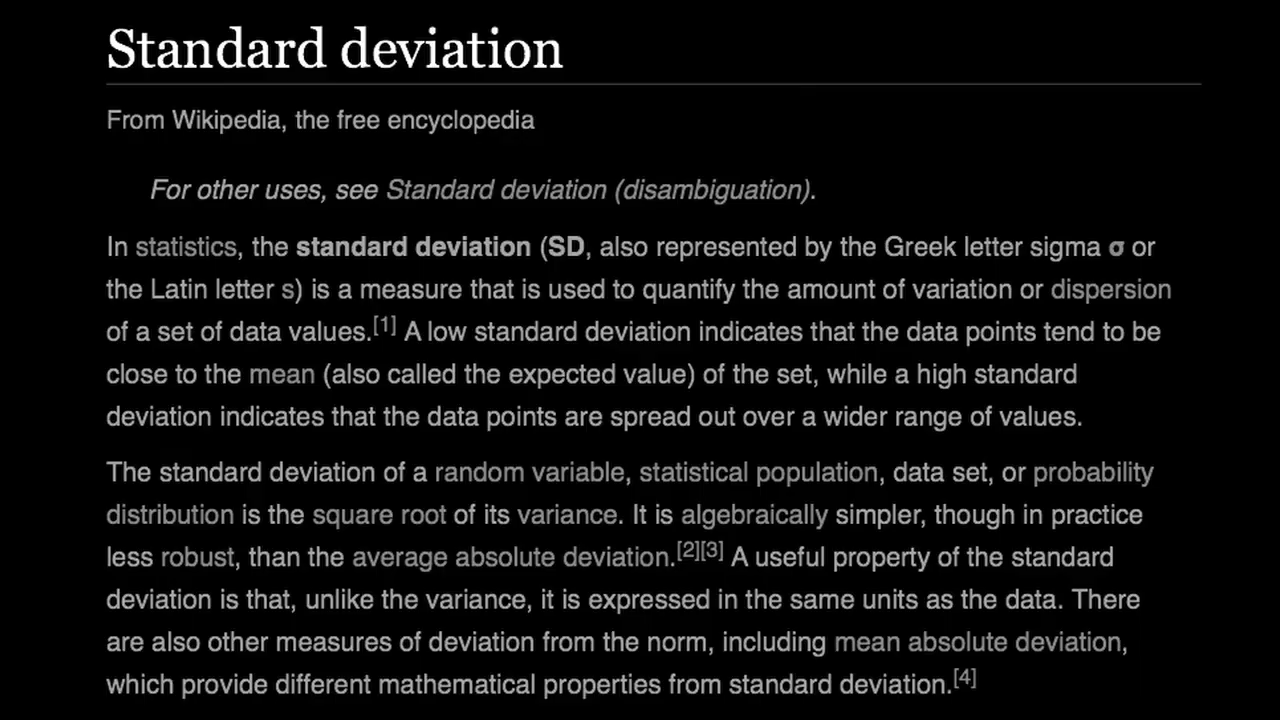 Standard deviation
From Wikipedia, the free encyclopedia
For other uses, see Standard deviation (disambiguation).
In statistics, the standard deviation (SD, also represented by the Greek letter sigma σ or
the Latin letter s) is a measure that is used to quantify the amount of variation or dispersion
of a set of data values.[1] A low standard deviation indicates that the data points tend to be
close to the mean (also called the expected value) of the set, while a high standard
deviation indicates that the data points are spread out over a wider range of values.
The standard deviation of a random variable, statistical population, data set, or probability
distribution is the square root of its variance. It is algebraically simpler, though in practice
less robust, than the average absolute deviation.[2][3] A useful property of the standard
deviation is that, unlike the variance, it is expressed in the same units as the data. There
are also other measures of deviation from the norm, including mean absolute deviation,
which provide different mathematical properties from standard deviation.[4]